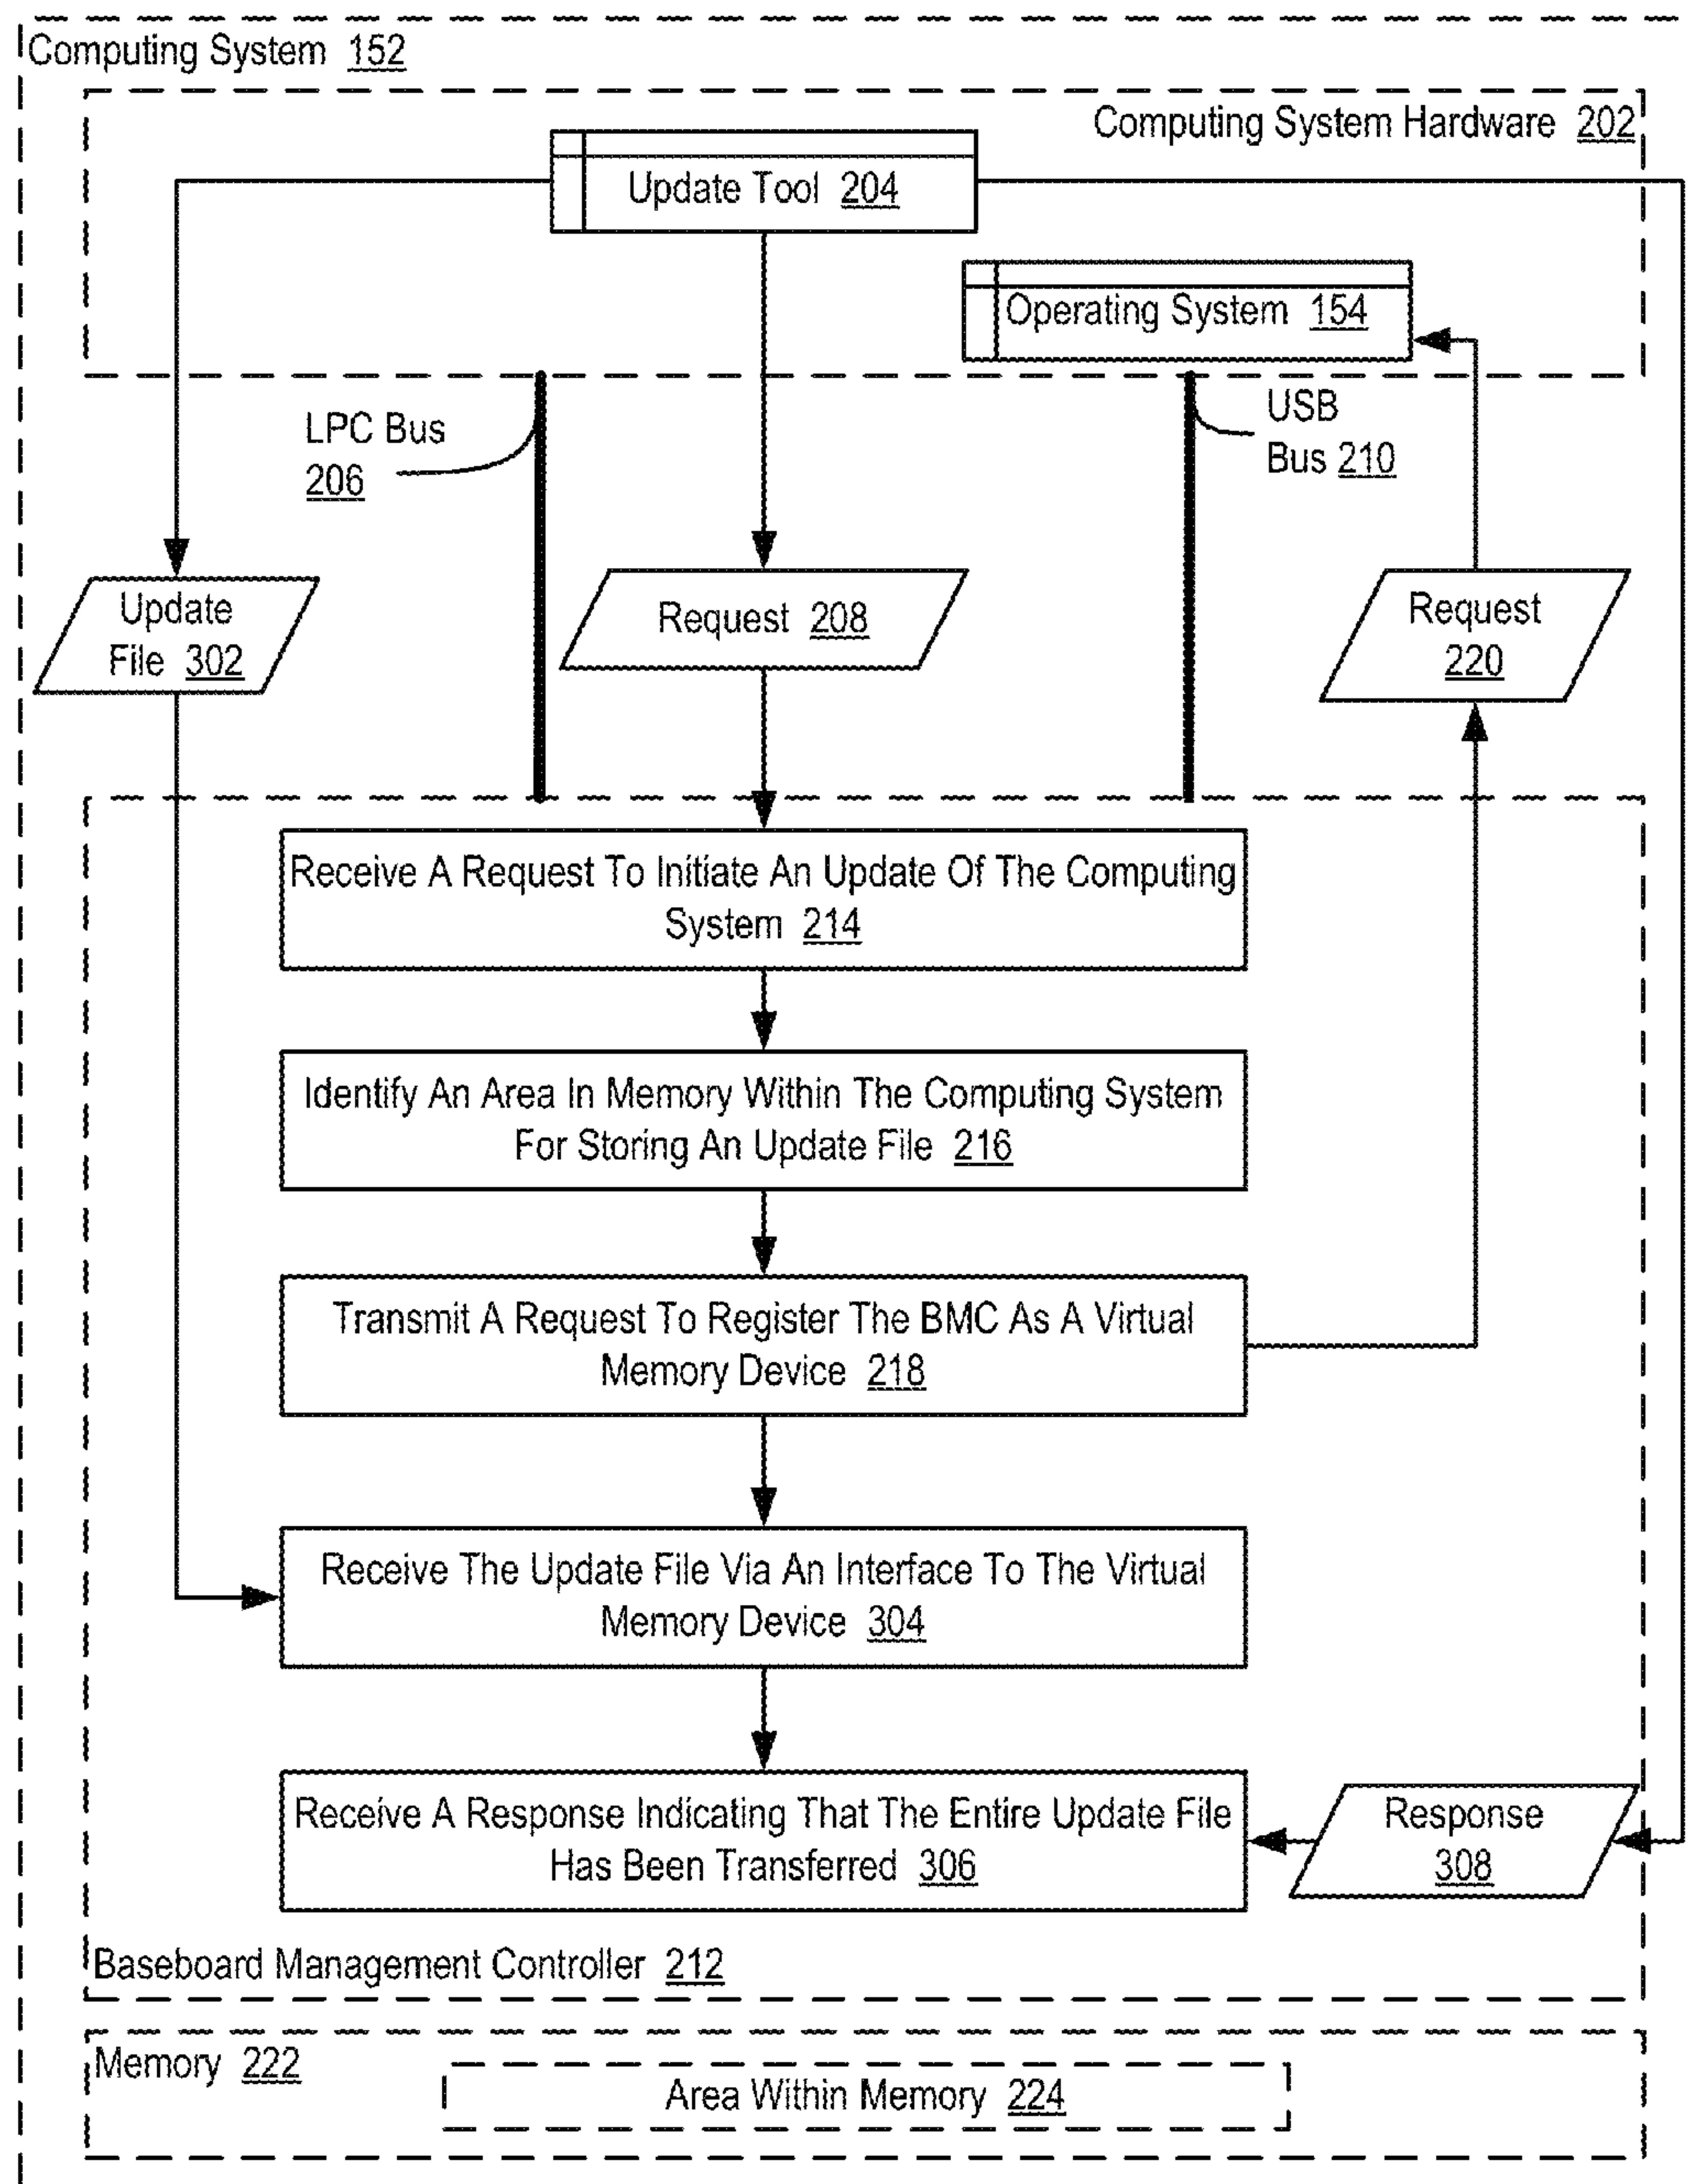 Computing System 152
Computing System Hardware 202
Update Tool 204
Operating System 154
LPC Bus
206
USB
Bus 210
Update
File 302
Request 208
Request
220
Receive A Request To Initiate An Update Of The Computing
System 214
Identify An Area In Memory Within The Computing System
For Storing An Update File 216
Transmit A Request To Register The BMC As A Virtual
Memory Device 218
Receive The Update File Via An Interface To The Virtual
Memory Device 304
Receive A Response Indicating That The Entire Update File
Has Been Transferred 306
Response
308
Baseboard Management Controller 212
Memory 222
Area Within Memory 224